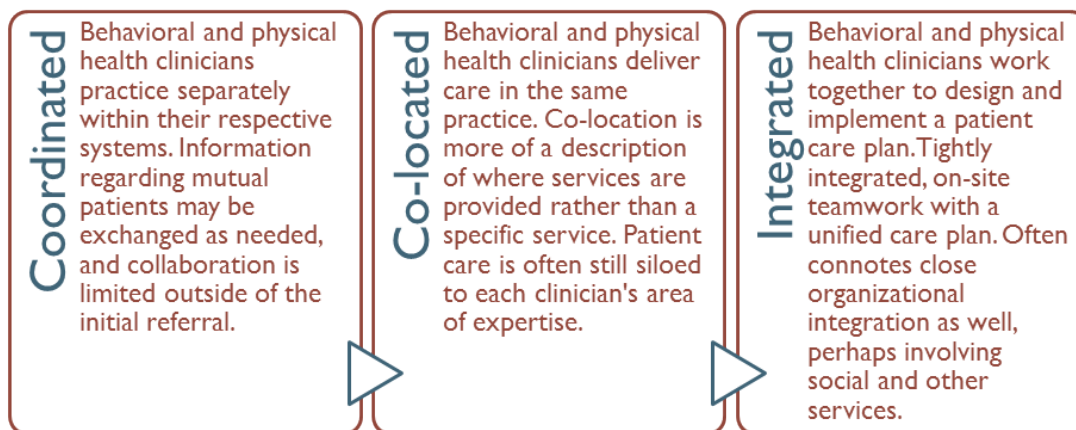 Coordinated
Behavioral and physical
health clinicians
practice separately
within their respective
systems. Information
regarding mutual
patients may be
exchanged as needed,
and collaboration is
limited outside of the
initial referral.
Co-located
Behavioral and physical
health clinicians deliver
care in the same
practice. Co-location is
more of a description
of where services are
provided rather than a
specific service. Patient
care is often still siloed
to each clinician's area
of expertise.
Integrated
Behavioral and physical
health clinicians work
together to design and
implement a patient
care plan. Tightly
integrated, on-site
teamwork with a
unified care plan. Often
connotes close
organizational
integration as well,
perhaps involving
social and other
services.